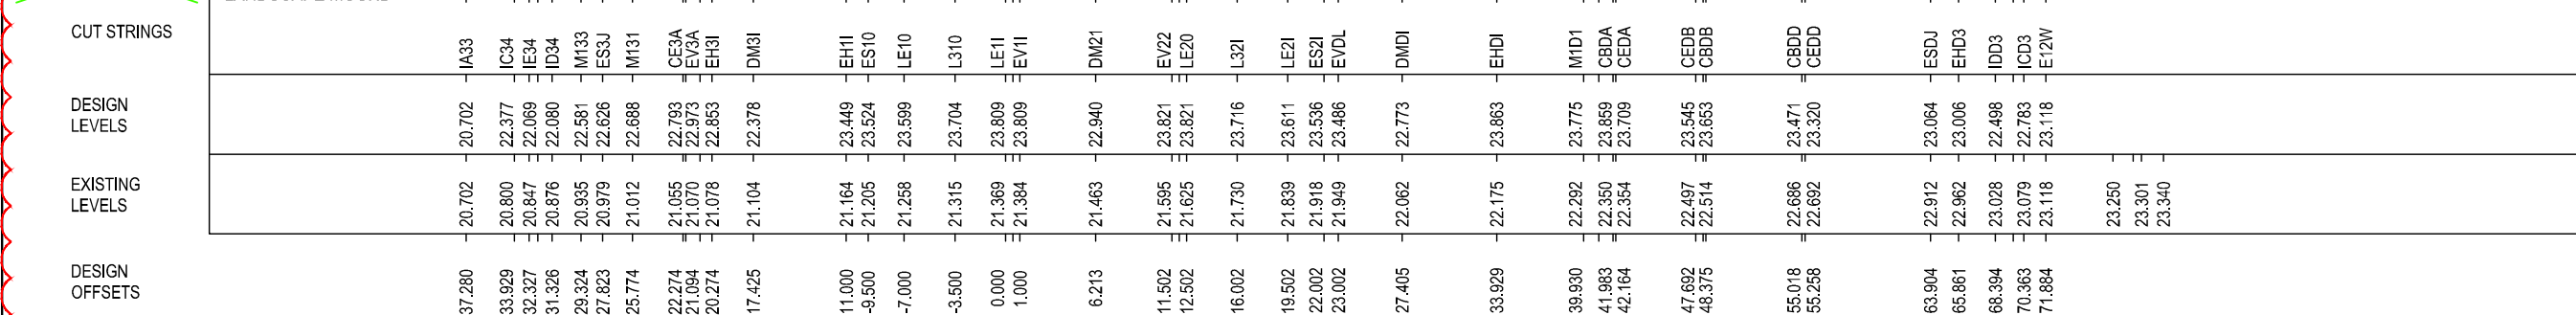 CUT STRINGS
IA33 IC34 IE34 ID34 M133 ES3J M131 CE3A EV3A EH3I DM3I EH1I ES10 LE10 L310 LE1I EV1I DM21 EV22 LE20 L32I LE2I ES2I EVDL DMDI EHDI M1D1 CBDA CEDA CEDB CBDB CBDD CEDD ESDJ EHD3 IDD3 ICD3 E12W
DESIGN
LEVELS
20.702 22.377 22.069 22.080 22.581 22.626 22.688 22.793 22.973 22.853 22.378 23.449 23.524 23.599 23.704 23.809 23.809 22.940 23.821 23.821 23.716 23.611 23.536 23.486 22.773 23.863 23.775 23.859 23.709 23.545 23.653 23.471 23.320 23.064 23.006 22.498 22.783 23.118
EXISTING
LEVELS
20.702 20.800 20.847 20.876 20.935 20.979 21.012 21.055 21.070 21.078 21.104 21.164 21.205 21.258 21.315 21.369 21.384 21.463 21.595 21.625 21.730 21.839 21.918 21.949 22.062 22.175 22.292 22.350 22.354 22.497 22.514 22.686 22.692 22.912 22.962 23.028 23.079 23.118 23.250 23.301 23.340
DESIGN
OFFSETS
37.280 33.929 32.327 31.326 29.324 27.823 25.774 22.274 21.094 20.274 17.425 11.000 -9.500 -7.000 -3.500 0.000 1.000 6.213 11.502 12.502 16.002 19.502 22.002 23.002 27.405 33.929 39.930 41.983 42.164 47.692 48.375 55.018 55.258 63.904 65.861 68.394 70.363 71.884